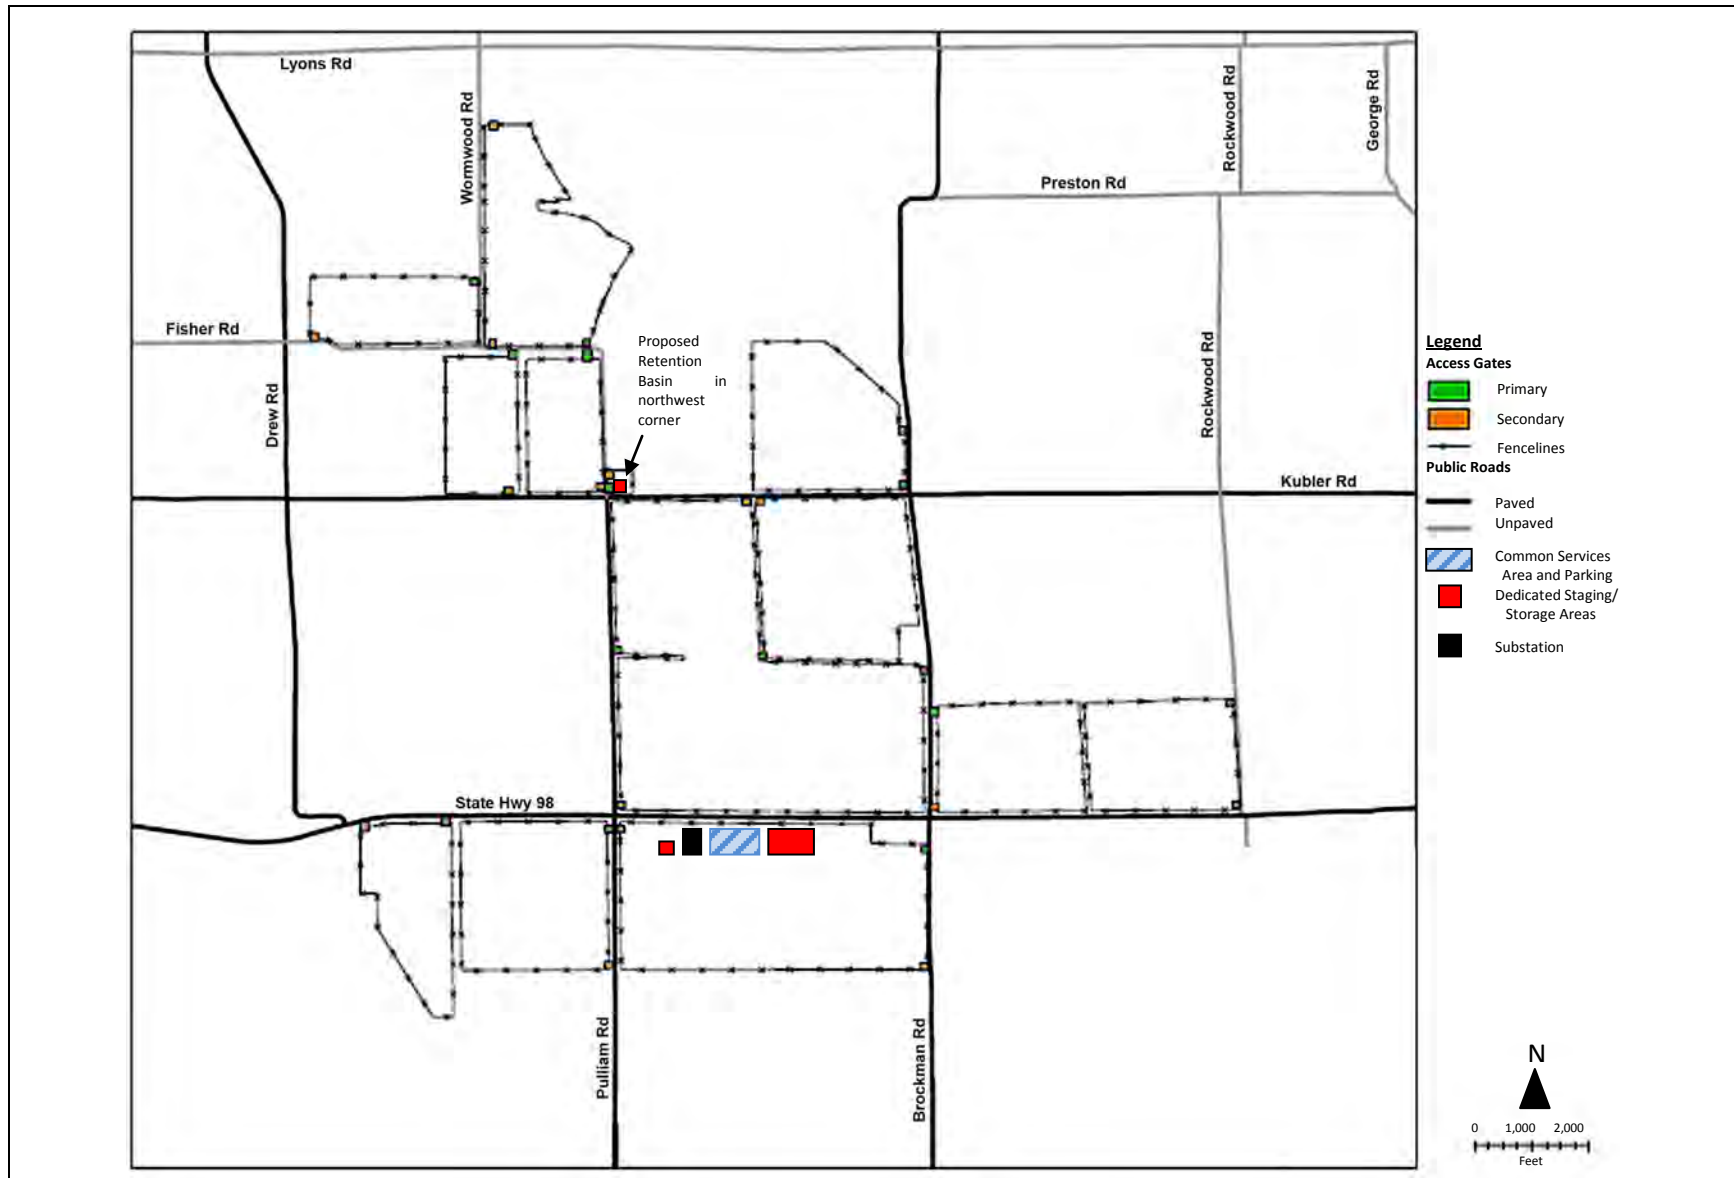 Lyons Rd
Wormwood Rd
Rockwood Rd
George Rd
Preston Rd
Fisher Rd
Proposed
Retention
Basin in
northwest
corner
Drew Rd
Rockwood Rd
Kubler Rd
State Hwy 98
Pulliam Rd
Brockman Rd
Legend
Access Gates
Primary
Secondary
Fencelines
Public Roads
Paved
Unpaved
Common Services
Area and Parking
Dedicated Staging/
Storage Areas
Substation
N
0 1,000 2,000
Feet